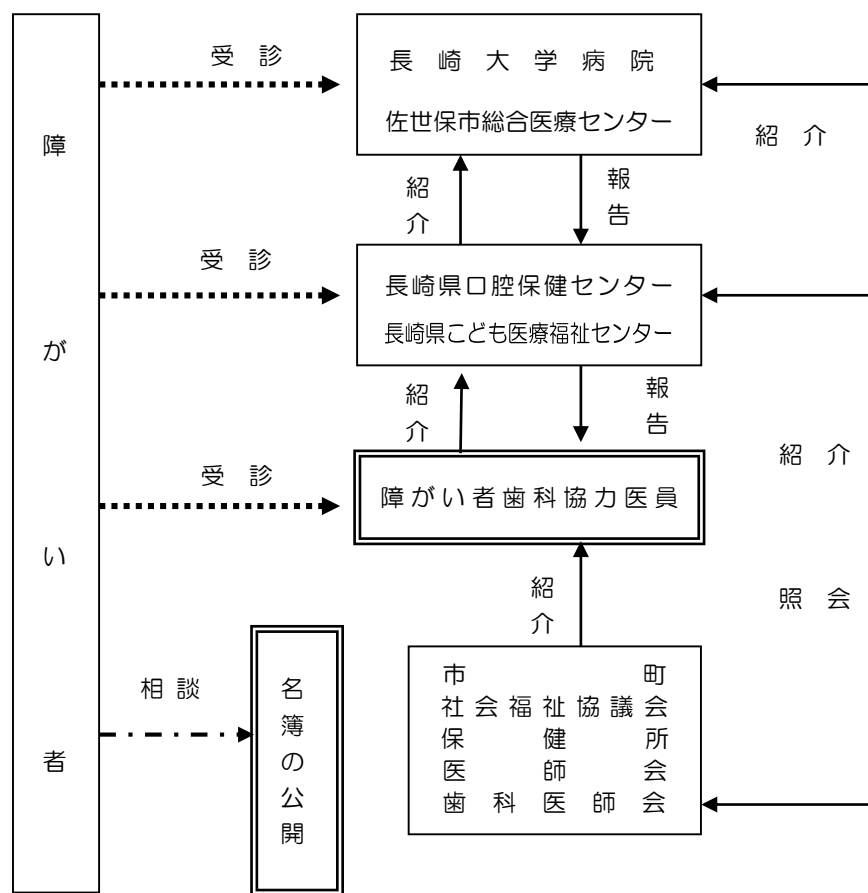 障がい者
受診
長崎大学病院
佐世保市総合医療センター
紹介
紹介
報告
受診
長崎県口腔保健センター
長崎県こども医療福祉センター
紹介
報告
紹介
受診
障がい者歯科協力医員
紹介
照会
相談
名簿の公開
市町
社会福祉協議会
保健所
医師会
歯科医師会